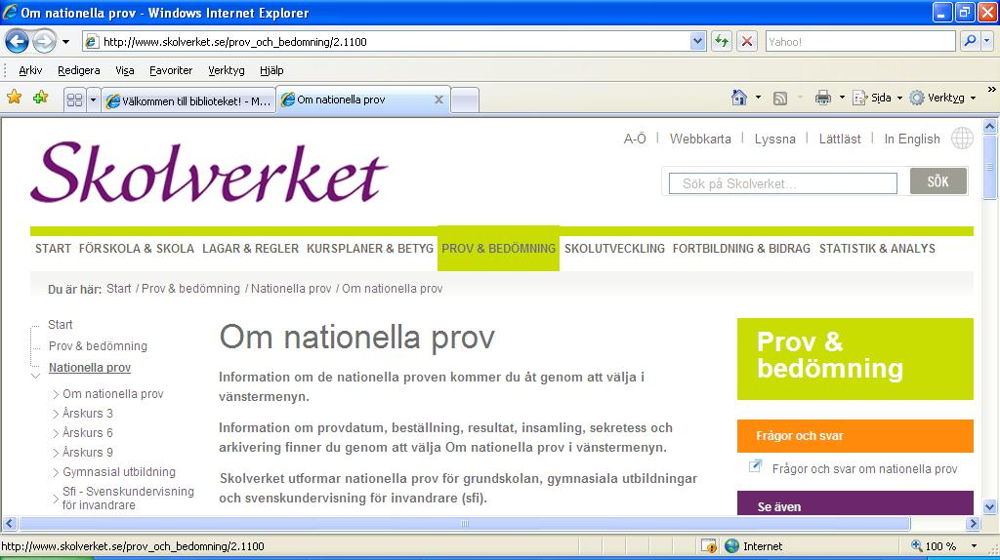 Om nationella prov - Windows Internet Explorer
http://www.skolverket.se/prov_och_bedomning/2.1100
Yahoo!
Arkiv Redigera Visa Favoriter Verktyg Hjälp
Välkommen till biblioteket! - M... Om nationella prov Sida Verktyg
A-Ö Webbkarta Lyssna Lättläst In English
Skolverket
Sök på Skolverket... SÖK
START FÖRSKOLA & SKOLA LAGAR & REGLER KURSPLANER & BETYG PROV & BEDÖMNING SKOLUTVECKLING FORTBILDNING & BIDRAG STATISTIK & ANALYS
Du är här: Start / Prov & bedömning / Nationella prov / Om nationella prov
Start
Prov & bedömning
Nationella prov
Om nationella prov
Årskurs 3
Årskurs 6
Årskurs 9
Gymnasial utbildning
Sfi - Svenskundervisning
för invandrare
Om nationella prov
Information om de nationella proven kommer du åt genom att välja i
vänstermenyn.
Information om provdatum, beställning, resultat, insamling, sekretess och
arkivering finner du genom att välja Om nationella prov i vänstermenyn.
Skolverket utformar nationella prov för grundskolan, gymnasiala utbildningar
och svenskundervisning för invandrare (sfi).
Prov &
bedömning
Frågor och svar
Frågor och svar om nationella prov
Se även
http://www.skolverket.se/prov_och_bedomning/2.1100 Internet 100 %